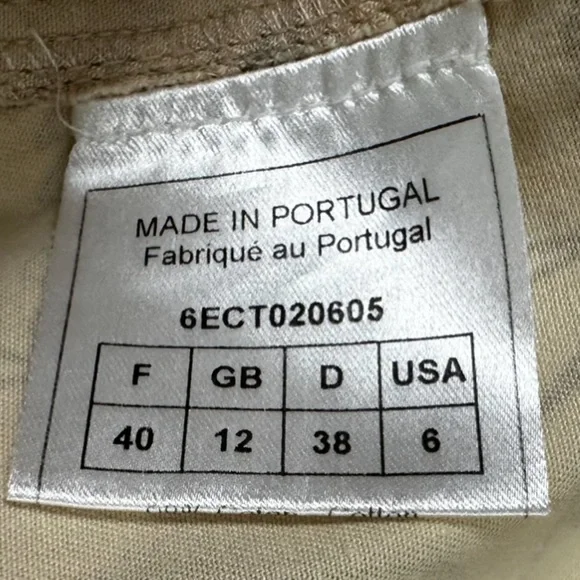 MADE IN PORTUGAL
Fabriqué au Portugal
6ECT020605
F GB D USA
40 12 38 6